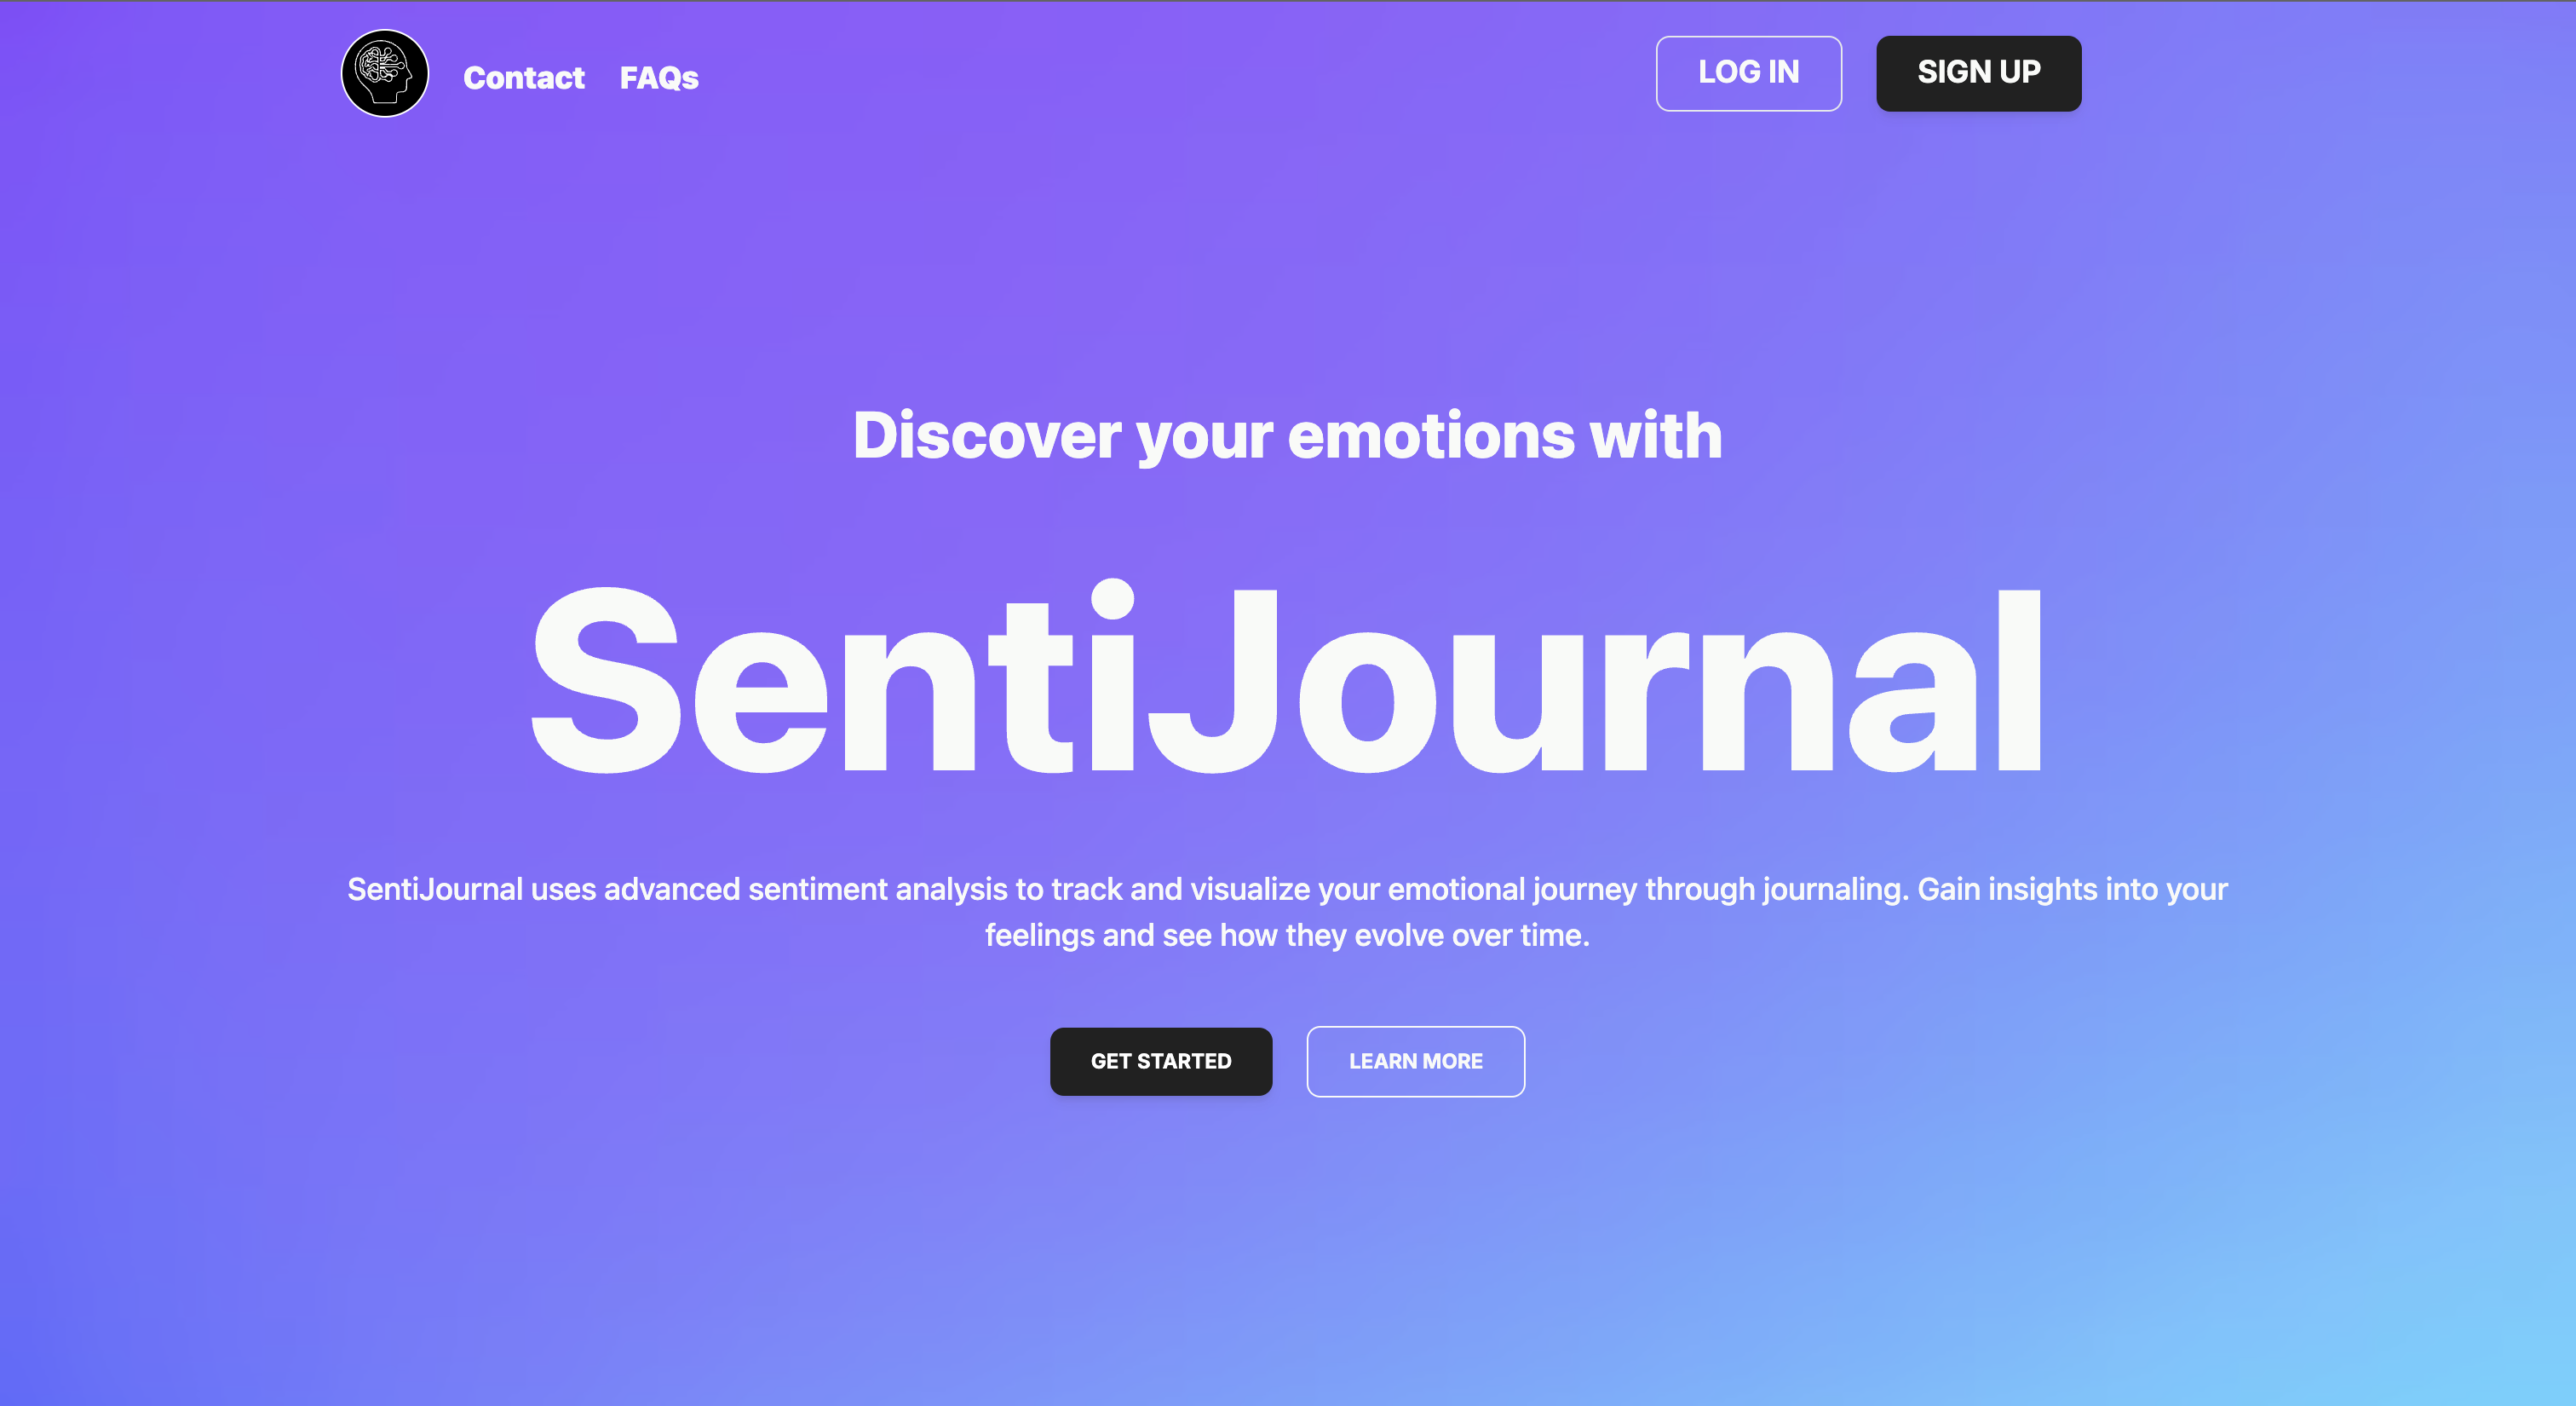 Contact FAQs LOG IN SIGN UP
Discover your emotions with
SentiJournal
SentiJournal uses advanced sentiment analysis to track and visualize your emotional journey through journaling. Gain insights into your
feelings and see how they evolve over time.
GET STARTED LEARN MORE